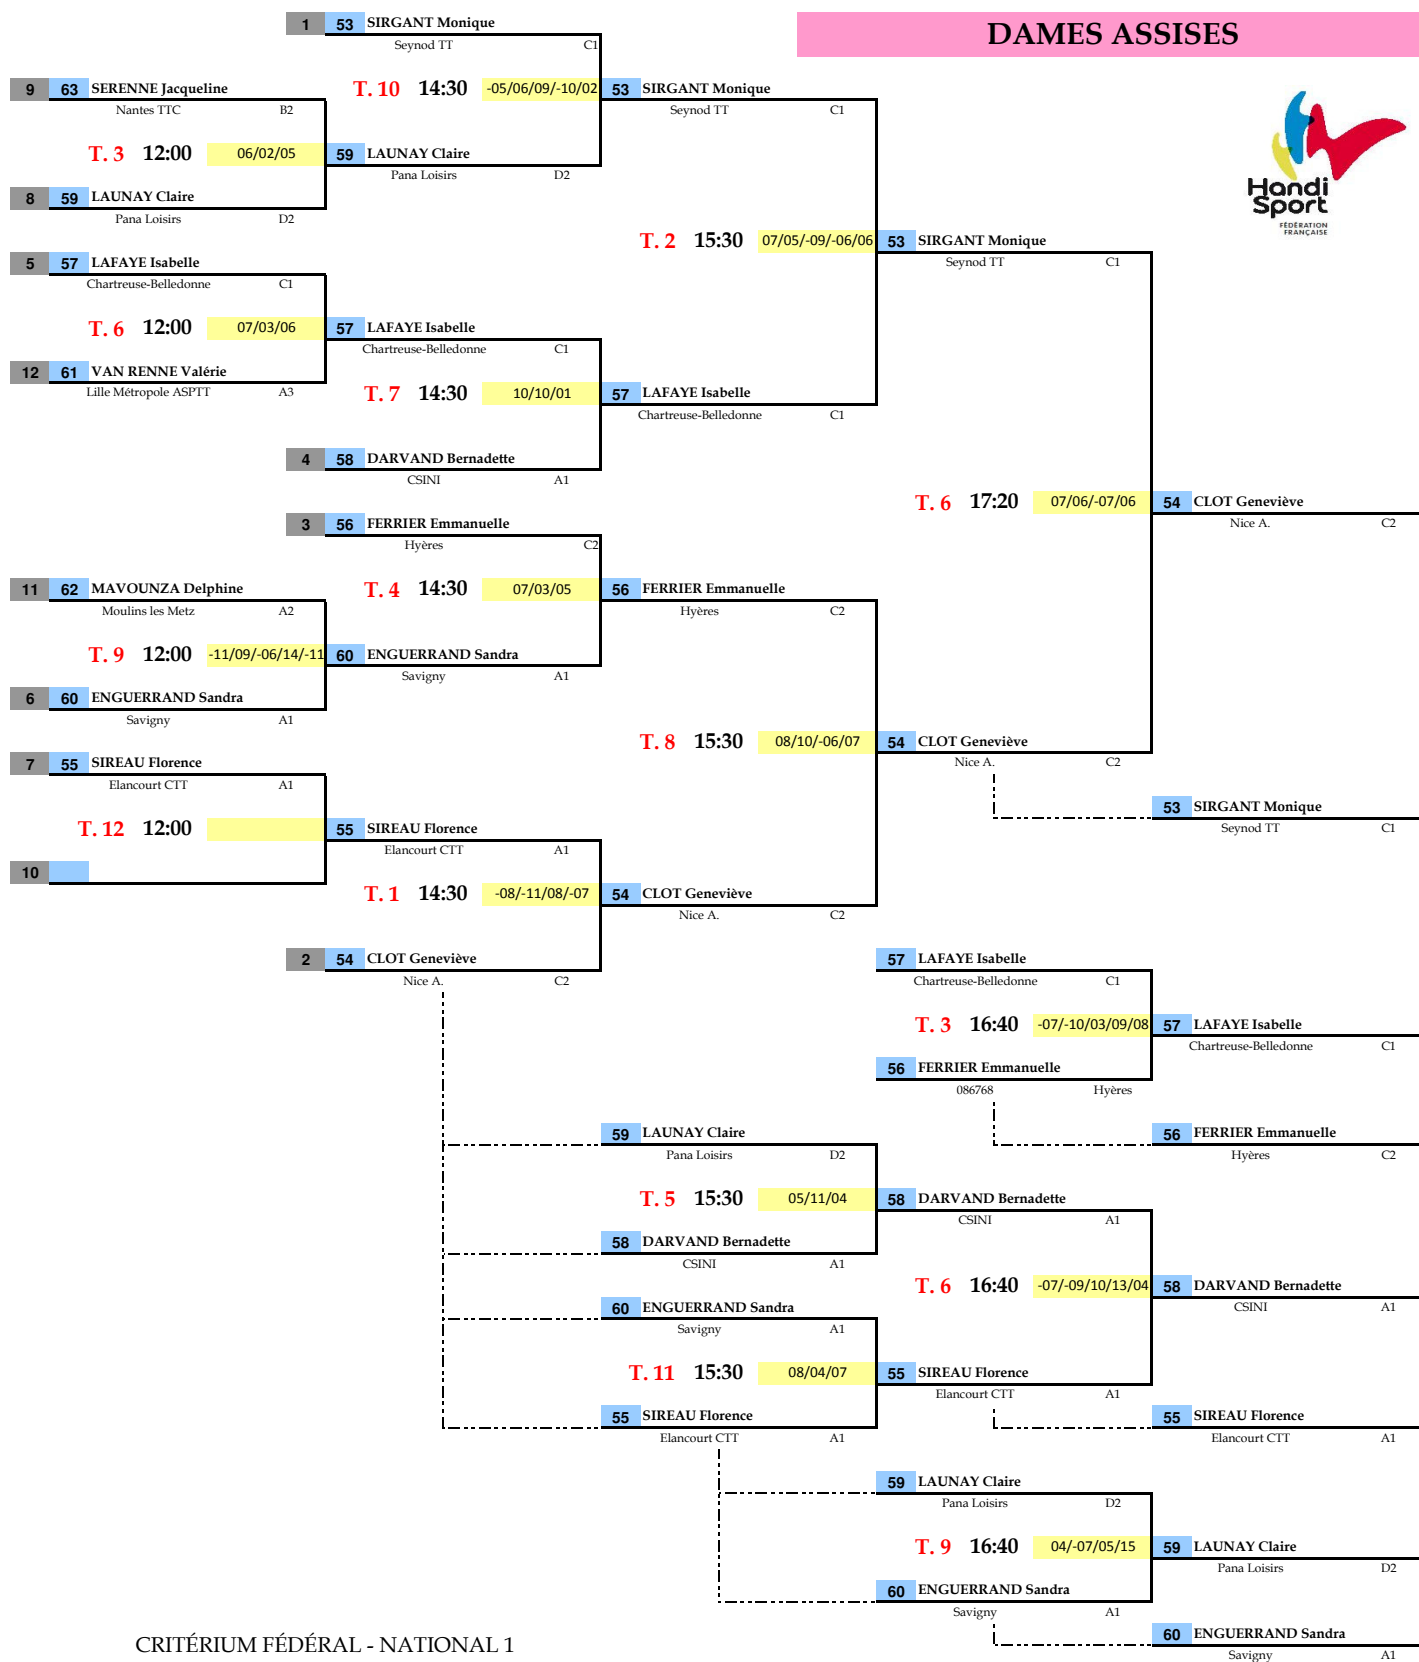 1 53 SIRGANT Monique
DAMES ASSISES
Seynod TT C1
9 63 SERENNE Jacqueline T. 10 14:30 -05/06/09/-10/02 53 SIRGANT Monique
Nantes TTC B2 Seynod TT C1
T. 3 12:00 06/02/05 59 LAUNAY Claire
Pana Loisirs D2
8 59 LAUNAY Claire
Pana Loisirs D2
Handi
Sport
FÉDÉRATION
FRANÇAISE
T. 2 15:30 07/05/-09/-06/06 53 SIRGANT Monique
5 57 LAFAYE Isabelle Seynod TT C1
Chartreuse-Belledonne C1
T. 6 12:00 07/03/06 57 LAFAYE Isabelle
Chartreuse-Belledonne C1
12 61 VAN RENNE Valérie
Lille Métropole ASPTT A3 T. 7 14:30 10/10/01 57 LAFAYE Isabelle
Chartreuse-Belledonne C1
4 58 DARVAND Bernadette
CSINI A1
T. 6 17:20 07/06/-07/06 54 CLOT Geneviève
3 56 FERRIER Emmanuelle Nice A. C2
Hyères C2
11 62 MAVOUNZA Delphine T. 4 14:30 07/03/05 56 FERRIER Emmanuelle
Moulins les Metz A2 Hyères C2
T. 9 12:00 -11/09/-06/14/-11 60 ENGUERRAND Sandra
Savigny A1
6 60 ENGUERRAND Sandra
Savigny A1
T. 8 15:30 08/10/-06/07 54 CLOT Geneviève
7 55 SIREAU Florence Nice A. C2
Elancourt CTT A1
53 SIRGANT Monique
T. 12 12:00 55 SIREAU Florence Seynod TT C1
Elancourt CTT A1
10
T. 1 14:30 -08/-11/08/-07 54 CLOT Geneviève
Nice A. C2
2 54 CLOT Geneviève 57 LAFAYE Isabelle
Nice A. C2 Chartreuse-Belledonne C1
T. 3 16:40 -07/-10/03/09/08 57 LAFAYE Isabelle
Chartreuse-Belledonne C1
56 FERRIER Emmanuelle
086768 Hyères
59 LAUNAY Claire 56 FERRIER Emmanuelle
Pana Loisirs D2 Hyères C2
T. 5 15:30 05/11/04 58 DARVAND Bernadette
CSINI A1
58 DARVAND Bernadette
CSINI A1
T. 6 16:40 -07/-09/10/13/04 58 DARVAND Bernadette
60 ENGUERRAND Sandra CSINI A1
Savigny A1
T. 11 15:30 08/04/07 55 SIREAU Florence
Elancourt CTT A1
55 SIREAU Florence 55 SIREAU Florence
Elancourt CTT A1 Elancourt CTT A1
59 LAUNAY Claire
Pana Loisirs D2
T. 9 16:40 04/-07/05/15 59 LAUNAY Claire
Pana Loisirs D2
60 ENGUERRAND Sandra
Savigny A1
60 ENGUERRAND Sandra
CRITÉRIUM FÉDÉRAL - NATIONAL 1
Savigny A1